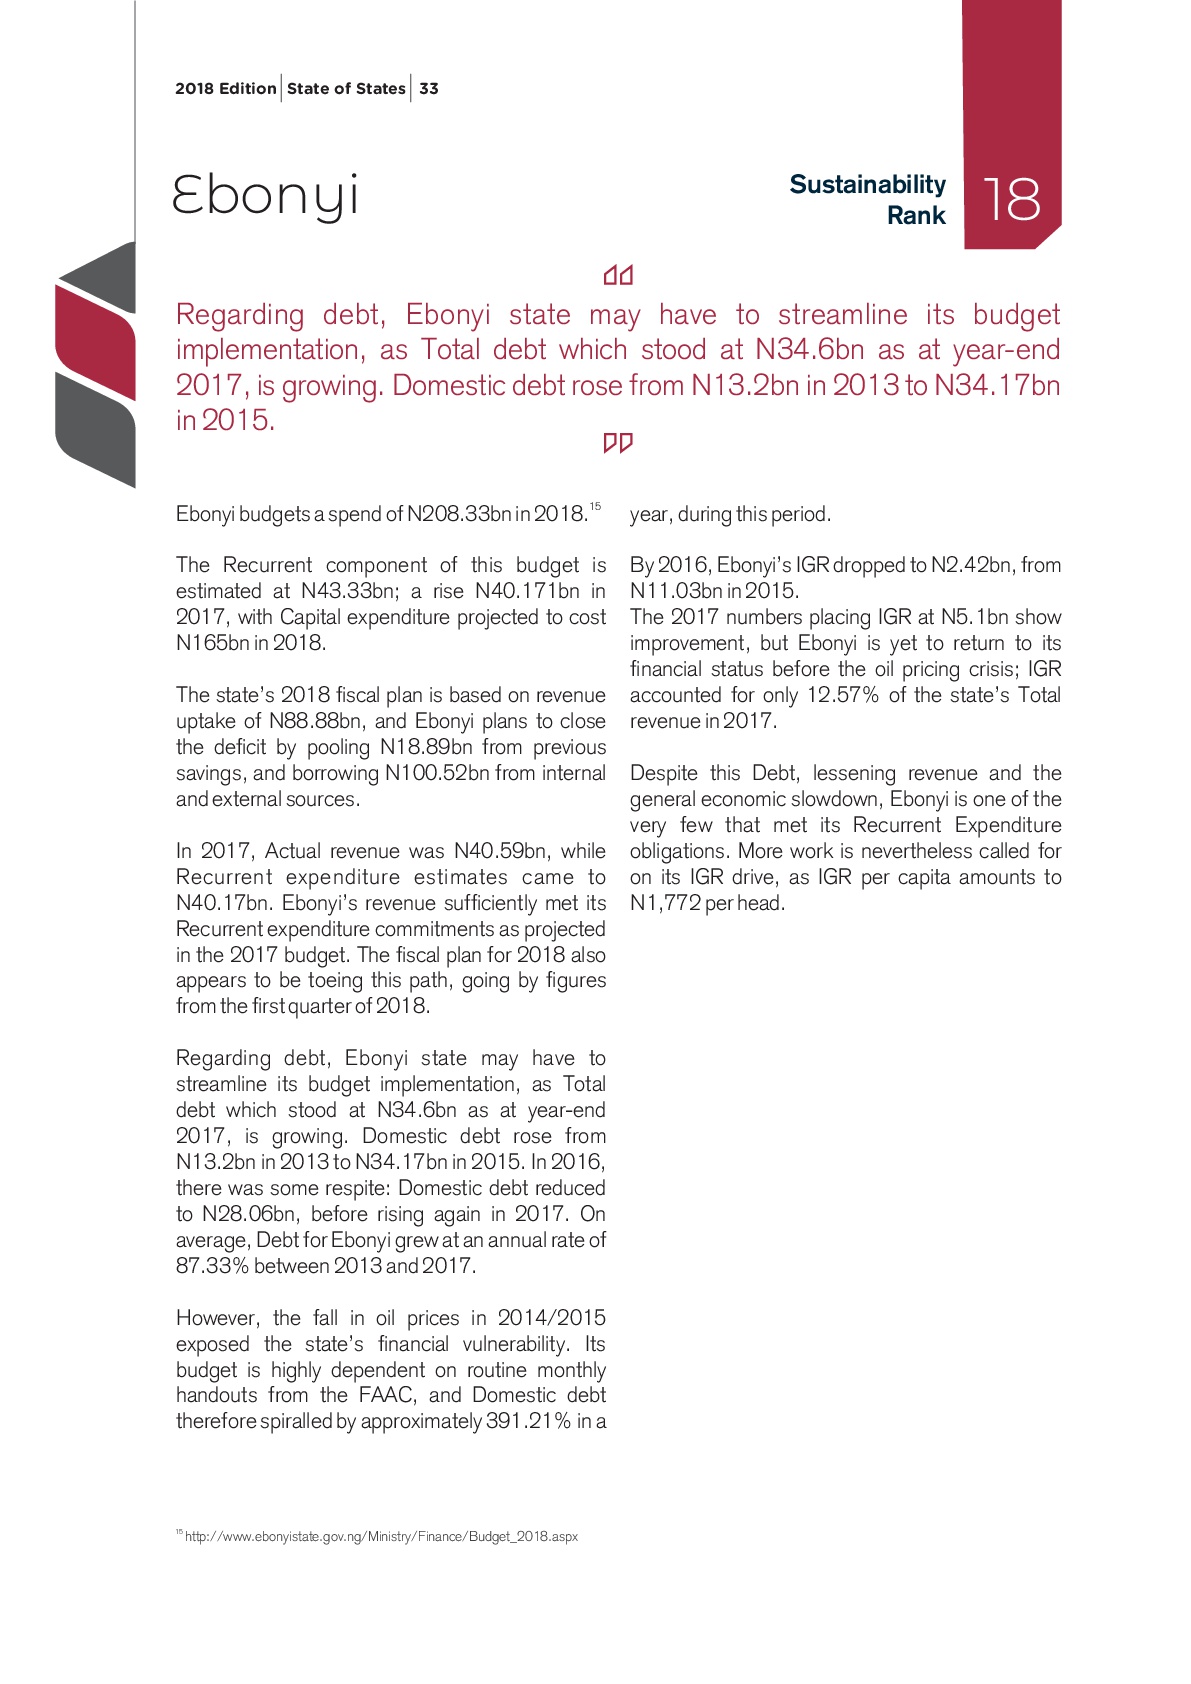 2018 Edition State of States 33
Ebonyi
Sustainability
Rank
18
Regarding debt, Ebonyi state may have to streamline its budget
implementation, as Total debt which stood at N34.6bn as at year-end
2017, is growing. Domestic debt rose from N13.2bn in 2013 to N34.17bn
in 2015.
Ebonyi budgets a spend of N208.33bn in 2018.15
The Recurrent component of this budget is
estimated at N43.33bn; a rise N40.171bn in
2017, with Capital expenditure projected to cost
N165bn in 2018.
The state's 2018 fiscal plan is based on revenue
uptake of N88.88bn, and Ebonyi plans to close
the deficit by pooling N18.89bn from previous
savings, and borrowing N100.52bn from internal
and external sources.
In 2017, Actual revenue was N40.59bn, while
Recurrent expenditure estimates came to
N40.17bn. Ebonyi's revenue sufficiently met its
Recurrent expenditure commitments as projected
in the 2017 budget. The fiscal plan for 2018 also
appears to be toeing this path, going by figures
from the first quarter of 2018.
Regarding debt, Ebonyi state may have to
streamline its budget implementation, as Total
debt which stood at N34.6bn as at year-end
2017, is growing. Domestic debt rose from
N13.2bn in 2013 to N34.17bn in 2015. In 2016,
there was some respite: Domestic debt reduced
to N28.06bn, before rising again in 2017. On
average, Debt for Ebonyi grew at an annual rate of
87.33% between 2013 and 2017.
However, the fall in oil prices in 2014/2015
exposed the state's financial vulnerability. Its
budget is highly dependent on routine monthly
handouts from the FAAC, and Domestic debt
therefore spiralled by approximately 391.21% in a
year, during this period.
By 2016, Ebonyi's IGR dropped to N2.42bn, from
N11.03bn in 2015.
The 2017 numbers placing IGR at N5.1bn show
improvement, but Ebonyi is yet to return to its
financial status before the oil pricing crisis; IGR
accounted for only 12.57% of the state's Total
revenue in 2017.
Despite this Debt, lessening revenue and the
general economic slowdown, Ebonyi is one of the
very few that met its Recurrent Expenditure
obligations. More work is nevertheless called for
on its IGR drive, as IGR per capita amounts to
N1,772 per head.
15 http://www.ebonyistate.gov.ng/Ministry/Finance/Budget_2018.aspx